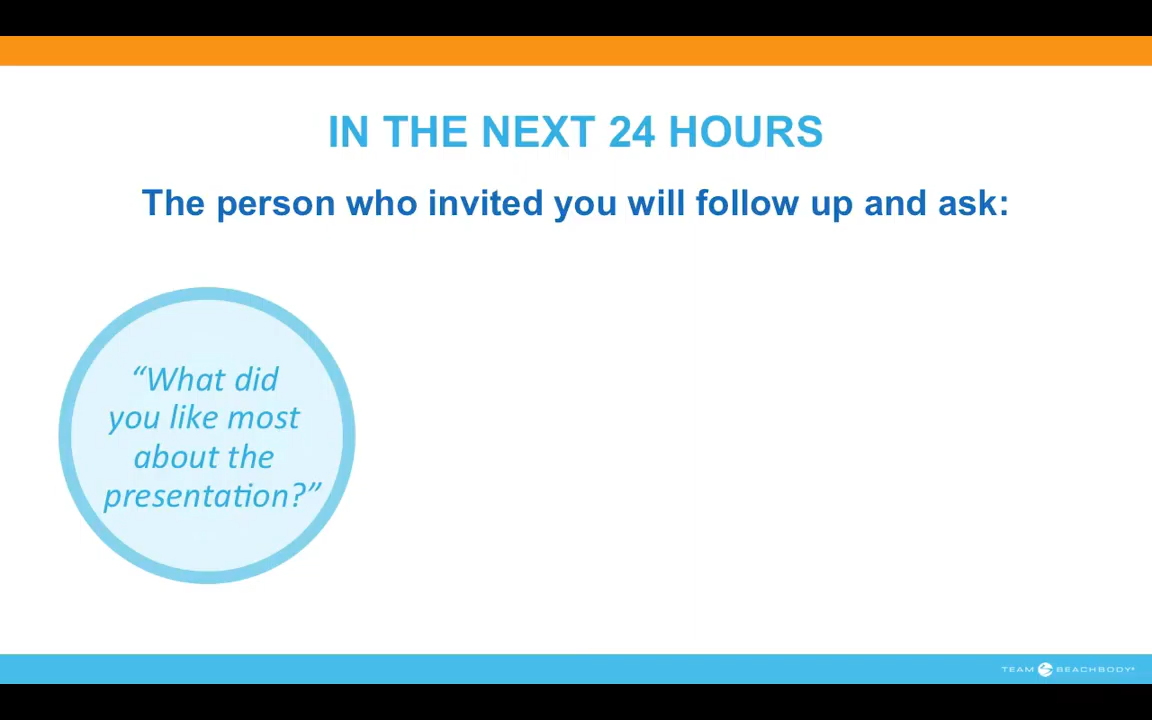 IN THE NEXT 24 HOURS
The person who invited you will follow up and ask:
“What did
you like most
about the
presentation?”
TEAM BEACHBODY®